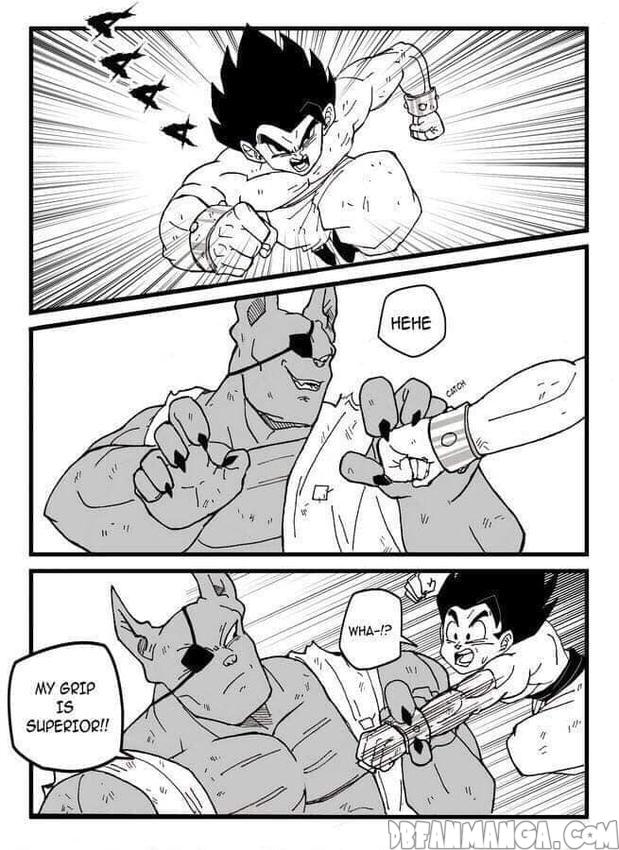 A
A
A
A
HEHE
CATCH
WHA-!?
MY GRIP
IS
SUPERIOR!!
DBFANMANGA.COM